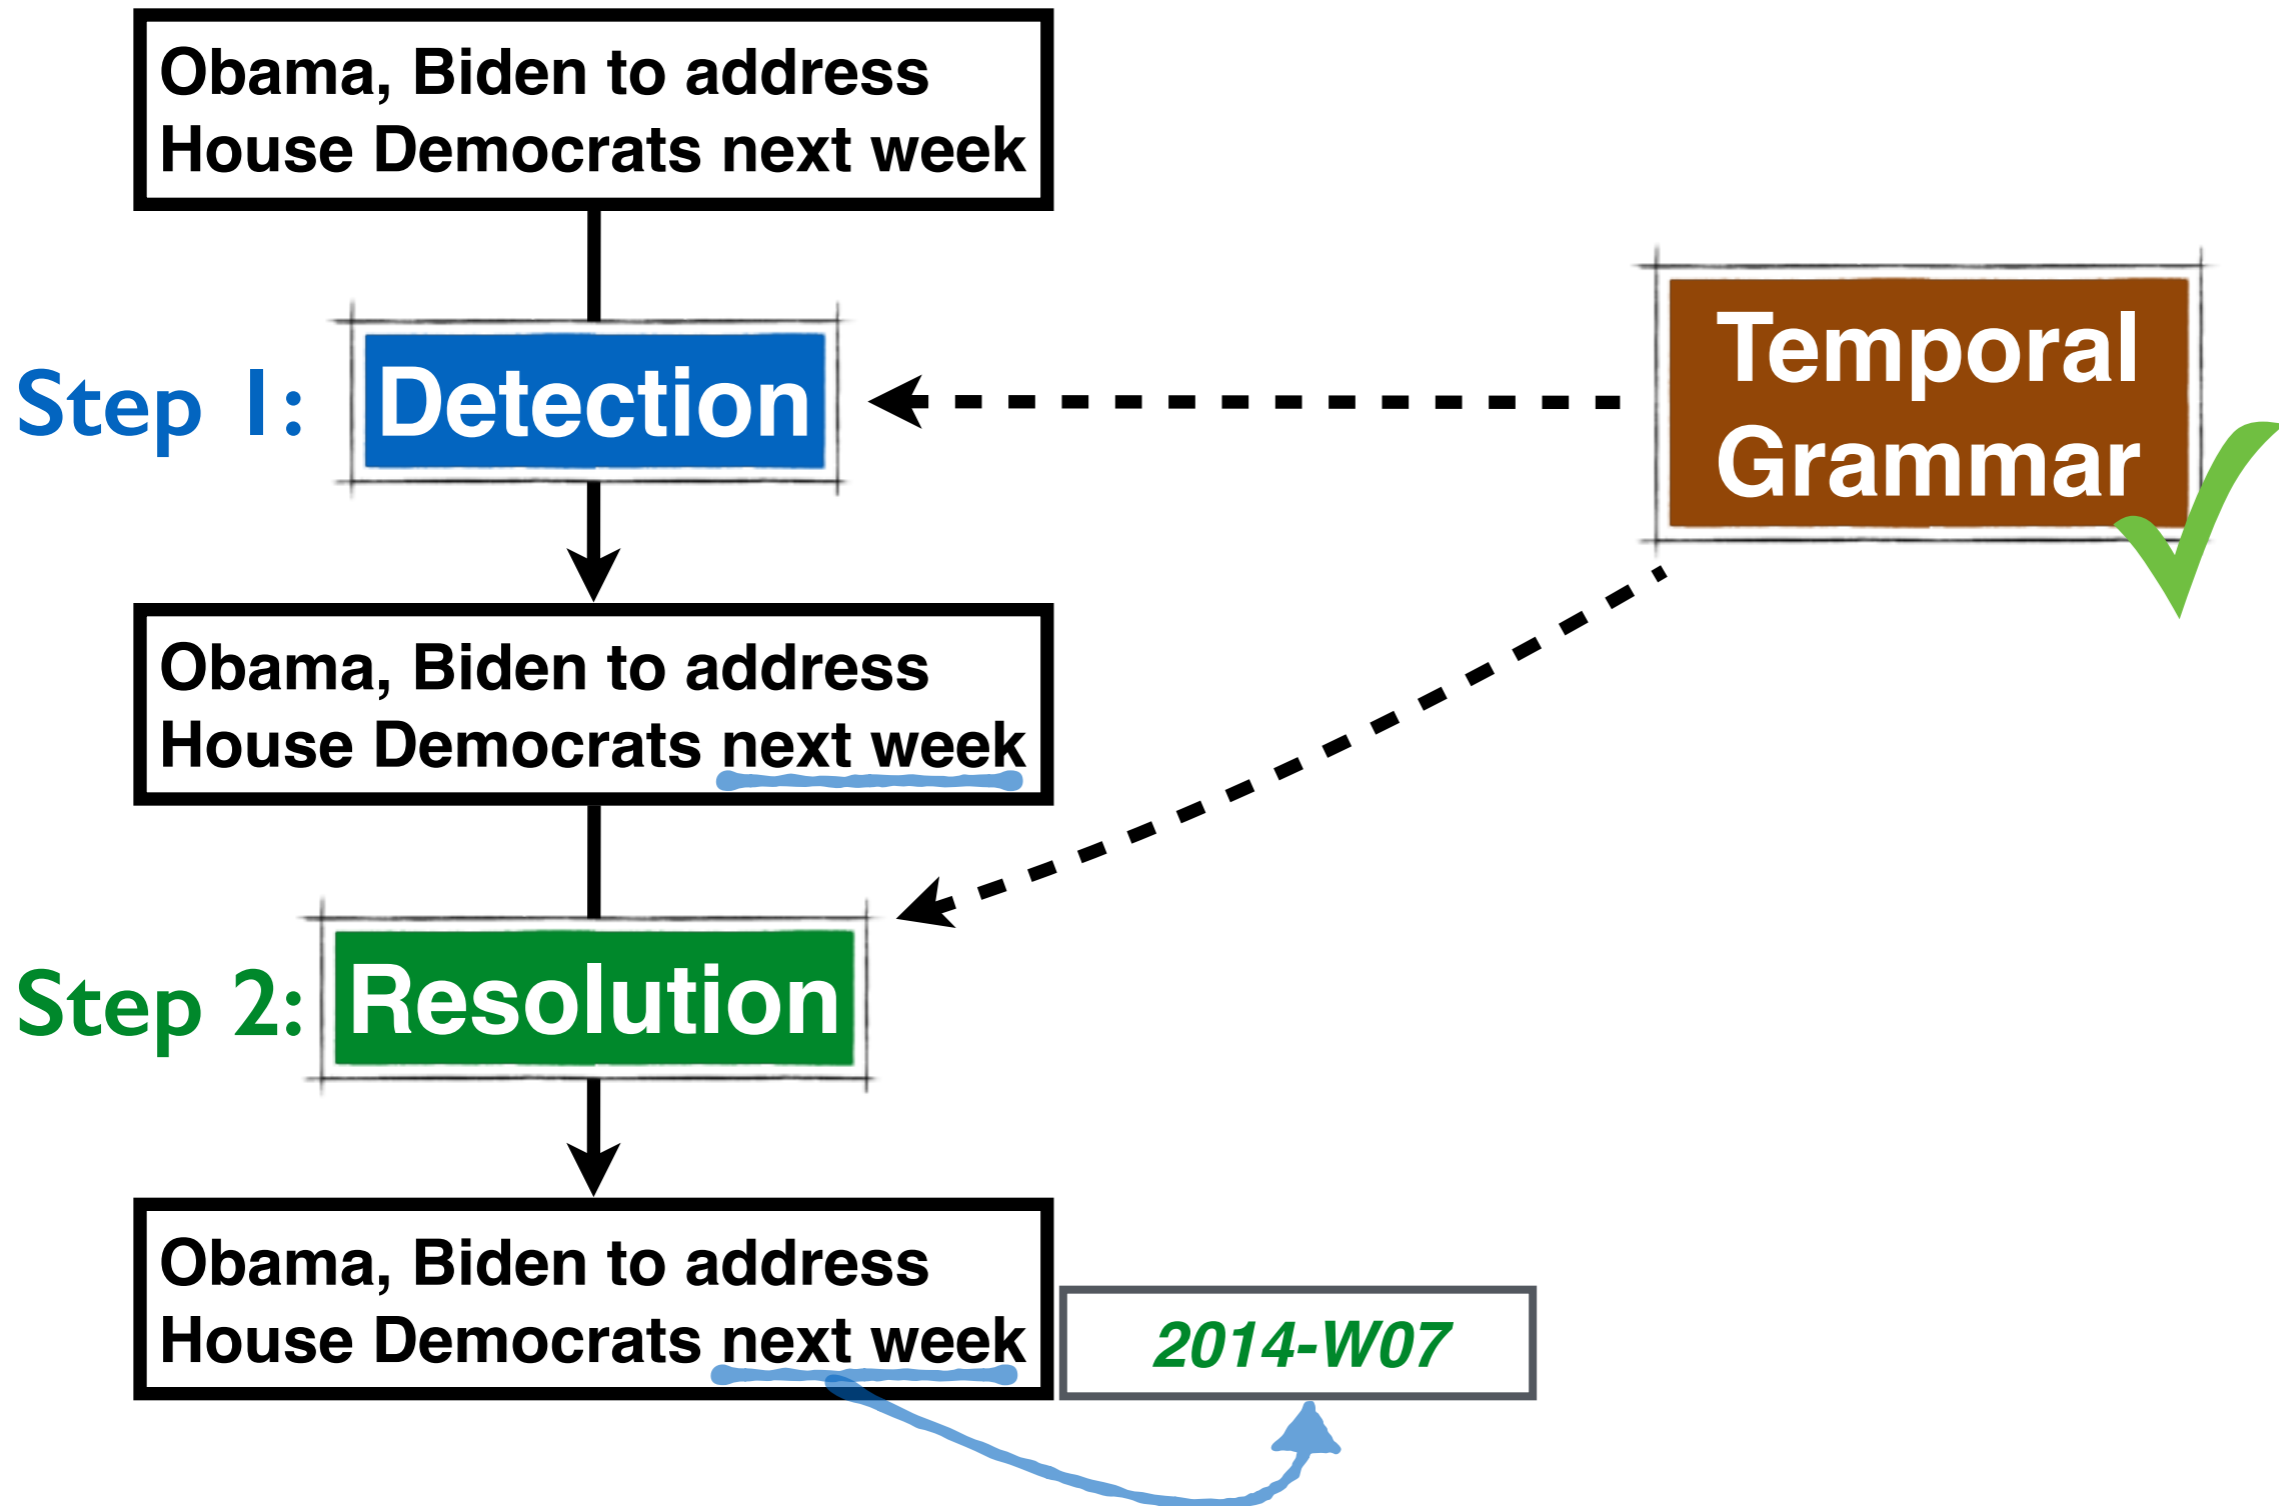 Obama, Biden to address
House Democrats next week
Step 1: Detection
Temporal
Grammar
Obama, Biden to address
House Democrats next week
Step 2: Resolution
Obama, Biden to address
House Democrats next week
2014-W07